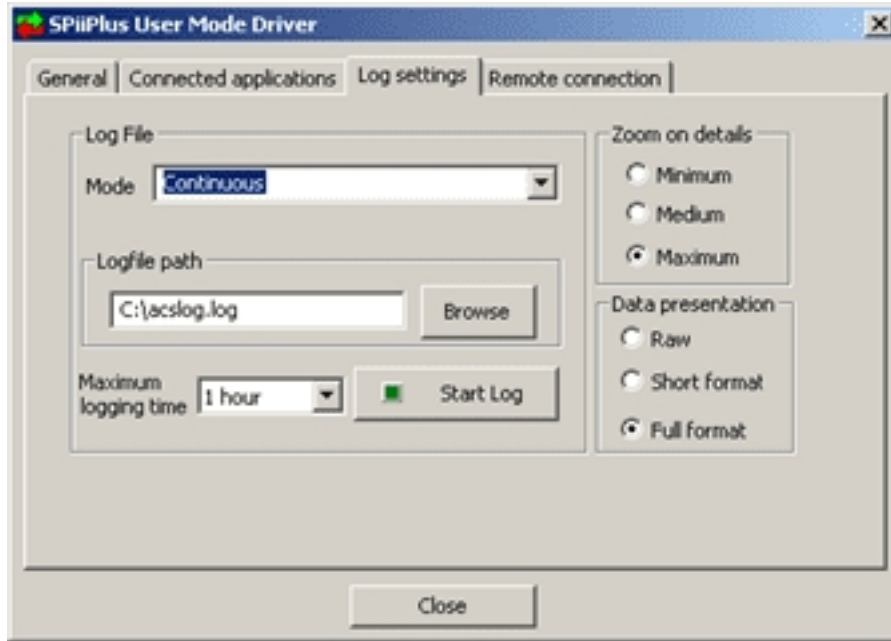 SPiiPlus User Mode Driver
General
Connected applications
Log settings
Remote connection
Log File
Mode
Continuous
Logfile path
C:\acslog.log
Browse
Maximum
logging time
1 hour
Start Log
Zoom on details
Minimum
Medium
Maximum
Data presentation
Raw
Short format
Full format
Close